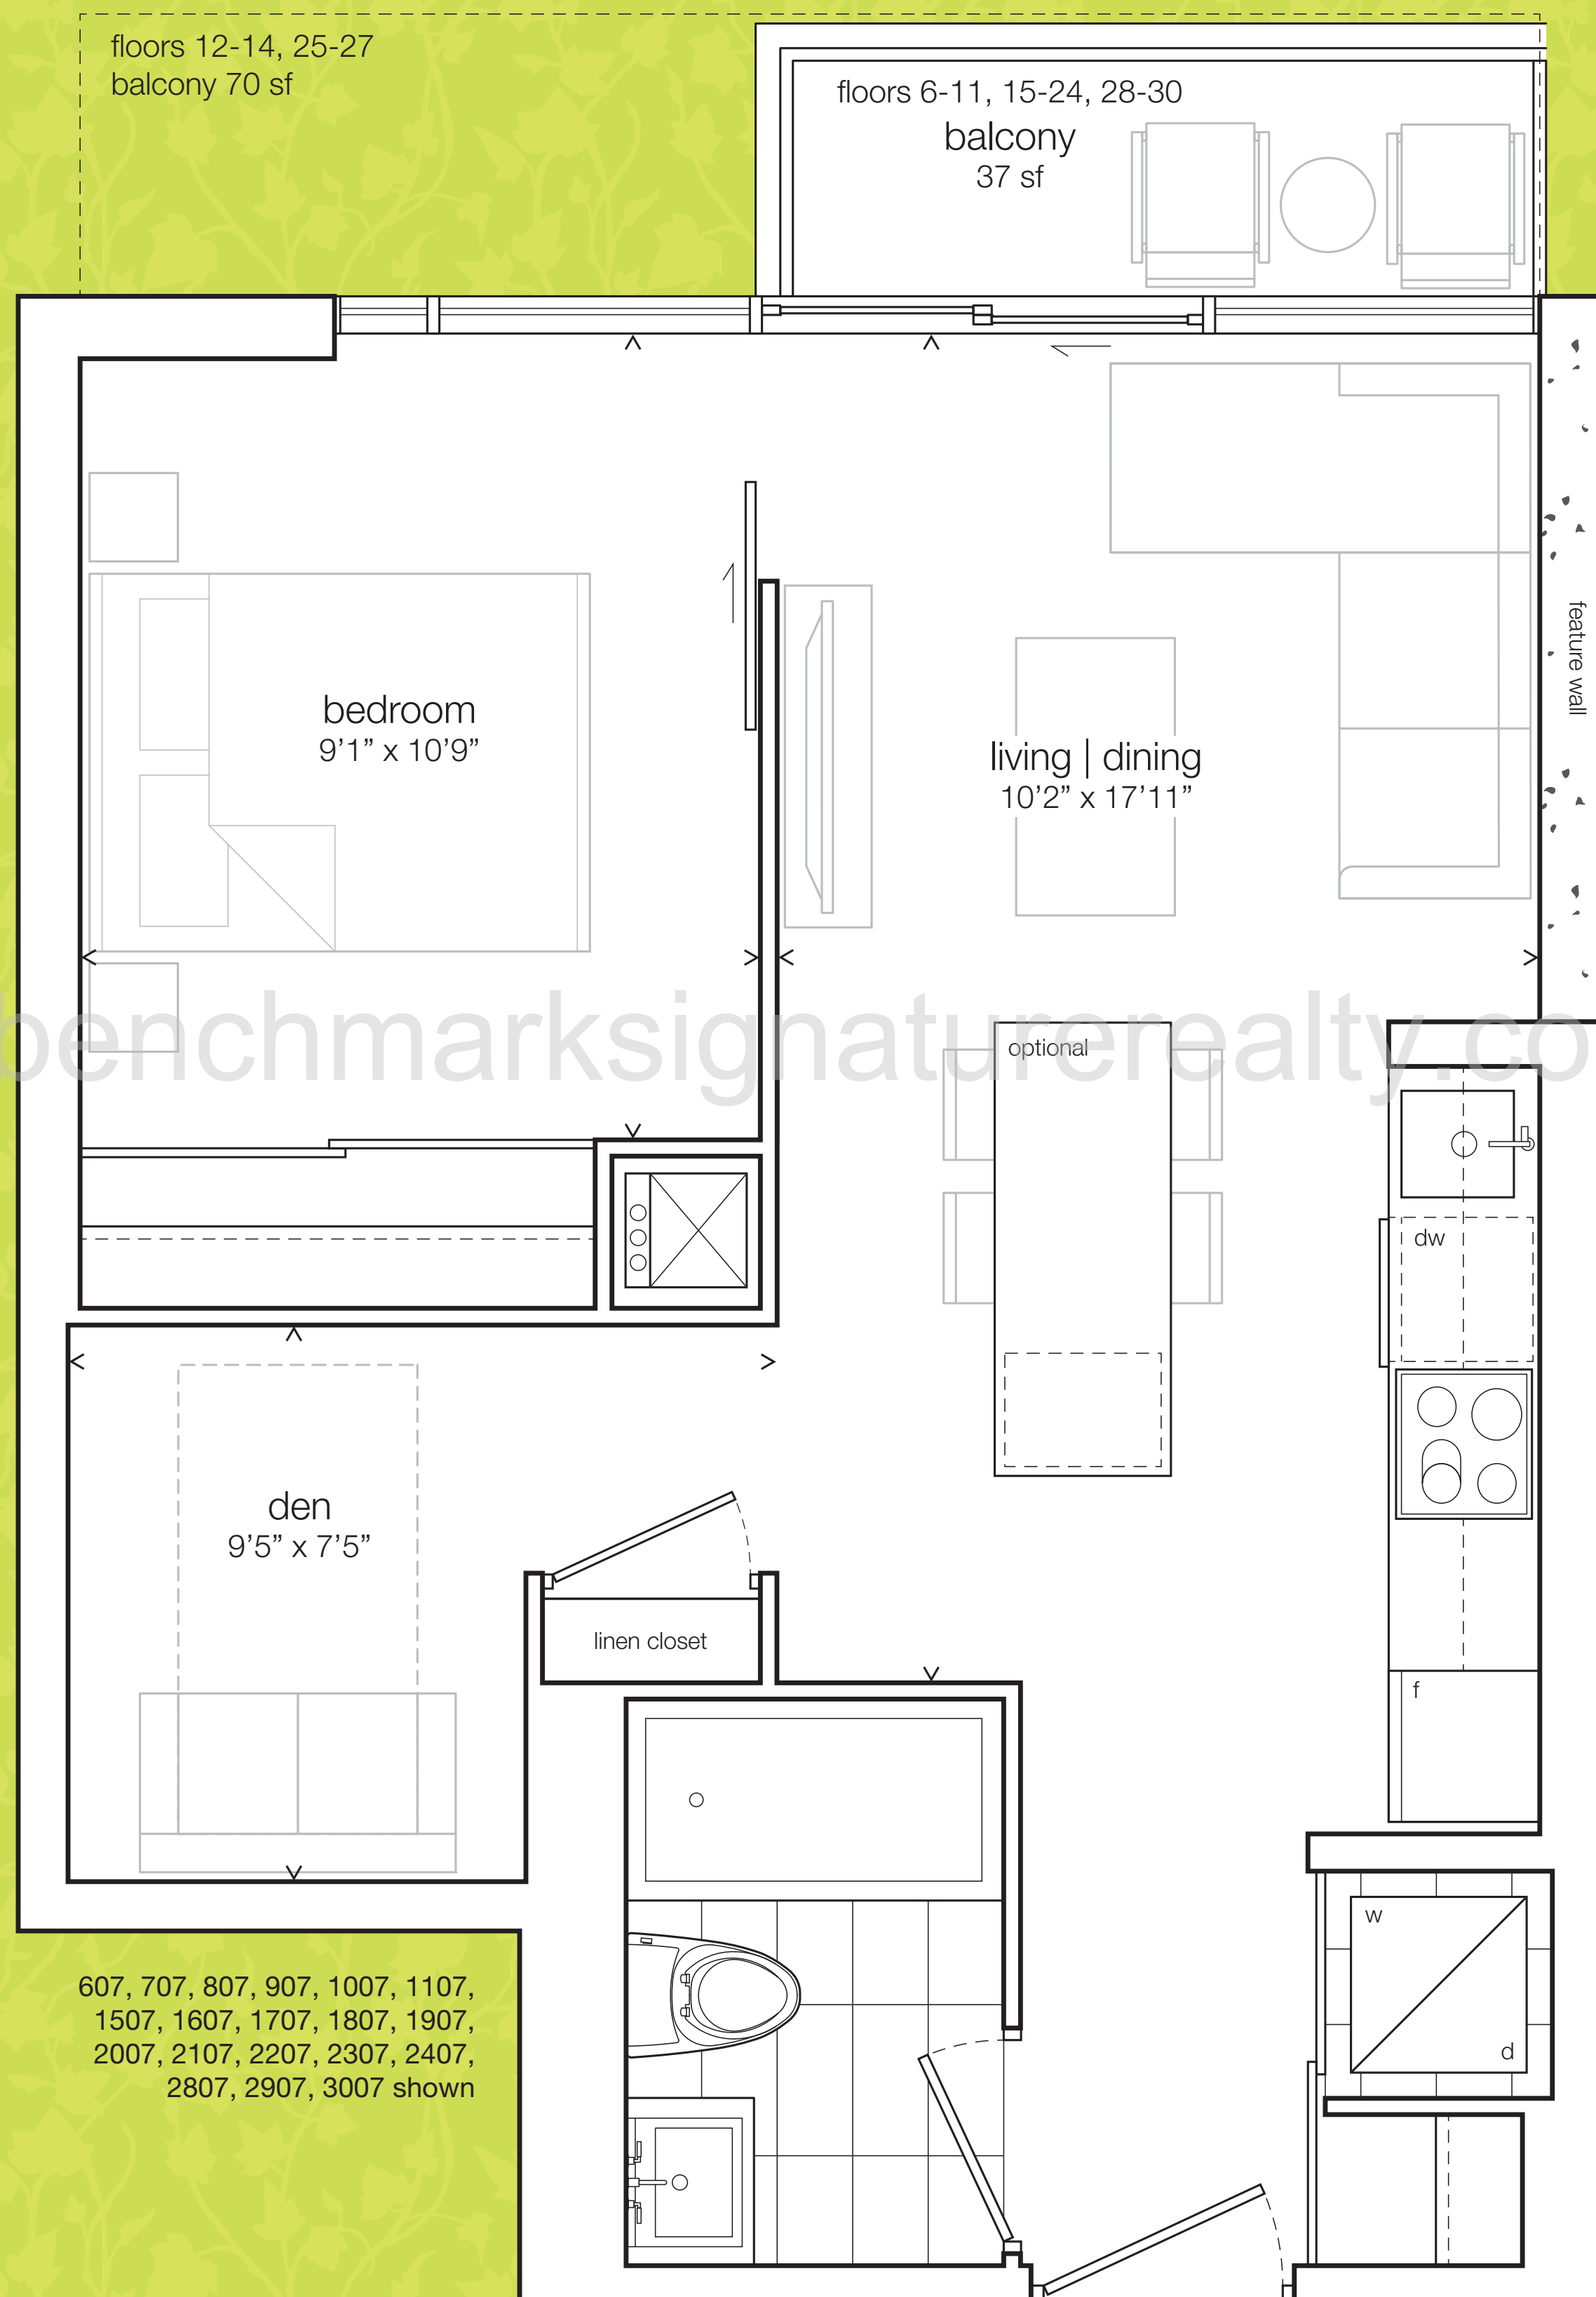 floors 12-14, 25-27
balcony 70 sf
floors 6-11, 15-24, 28-30
balcony
37 sf
feature wall
bedroom
9’1” x 10’9”
living | dining
10’2” x 17’11”
benchmarksignaturerealty.co
optional
dw
den
9’5” x 7’5”
linen closet
f
w
d
607, 707, 807, 907, 1007, 1107,
1507, 1607, 1707, 1807, 1907,
2007, 2107, 2207, 2307, 2407,
2807, 2907, 3007 shown